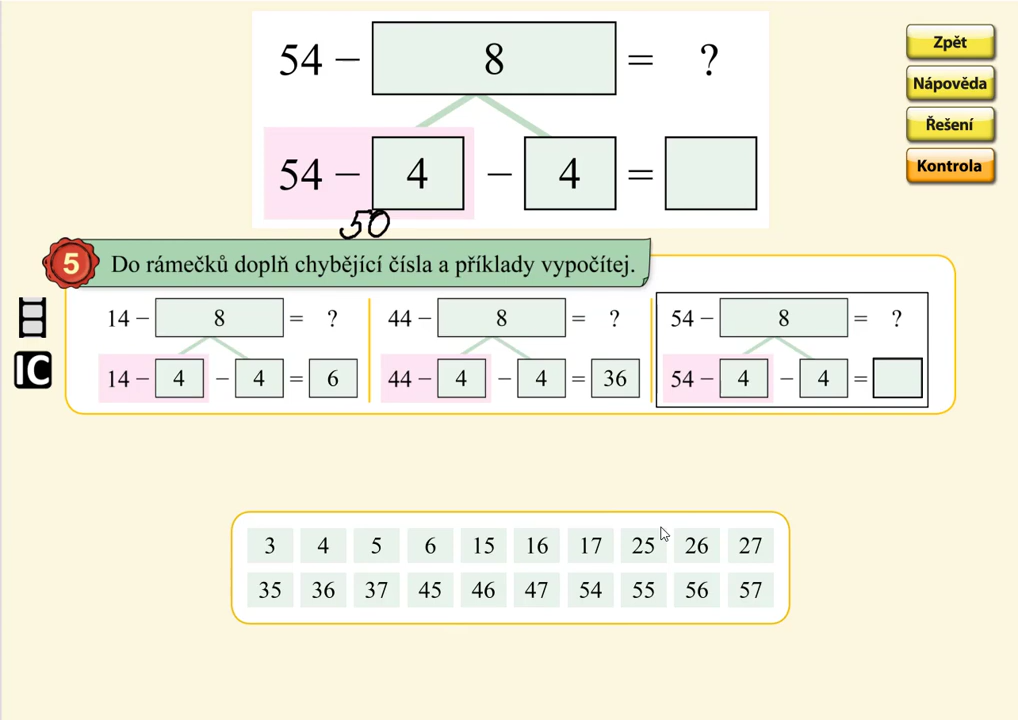 54 − 8 = ?
54 − 4 − 4 =
50
Zpět
Nápověda
Řešení
Kontrola
5 Do rámečků doplň chybějící čísla a příklady vypočítej.
14 − 8 = ?
14 − 4 − 4 = 6
44 − 8 = ?
44 − 4 − 4 = 36
54 − 8 = ?
54 − 4 − 4 =
IC
3 4 5 6 15 16 17 25 26 27
35 36 37 45 46 47 54 55 56 57